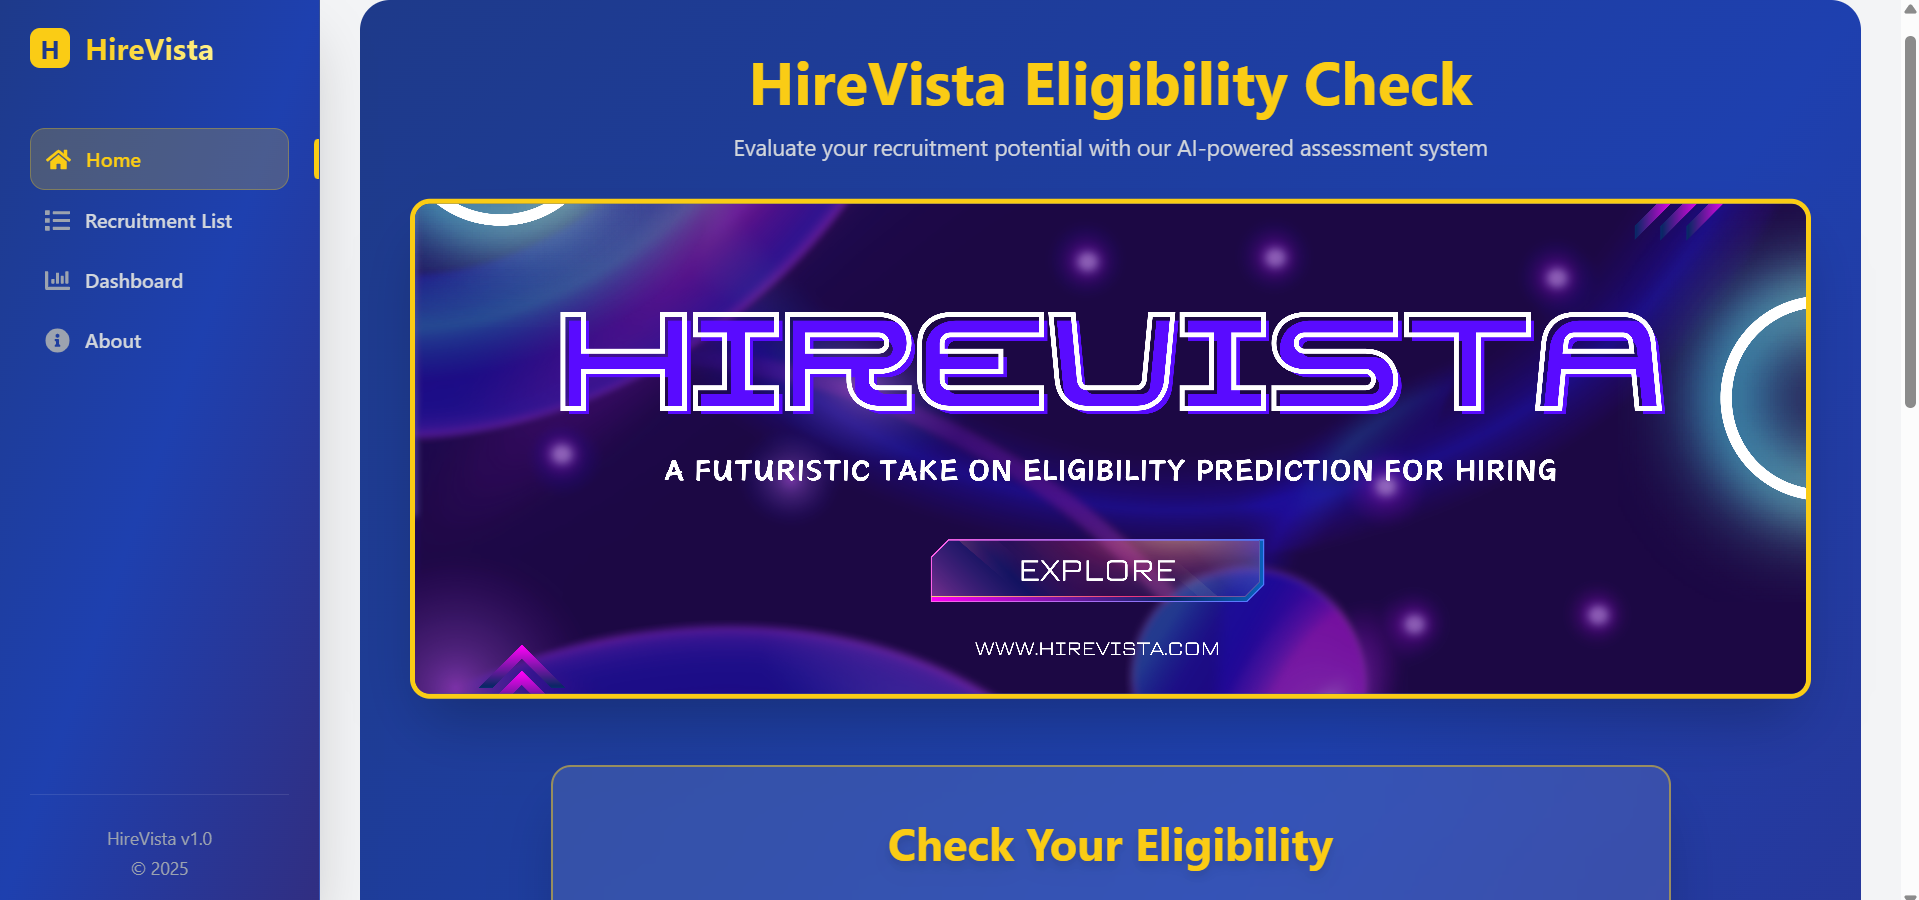 H HireVista
Home
Recruitment List
Dashboard
About
HireVista v1.0
© 2025
HireVista Eligibility Check
Evaluate your recruitment potential with our AI-powered assessment system
HIREVISTA
A FUTURISTIC TAKE ON ELIGIBILITY PREDICTION FOR HIRING
EXPLORE
WWW.HIREVISTA.COM
Check Your Eligibility